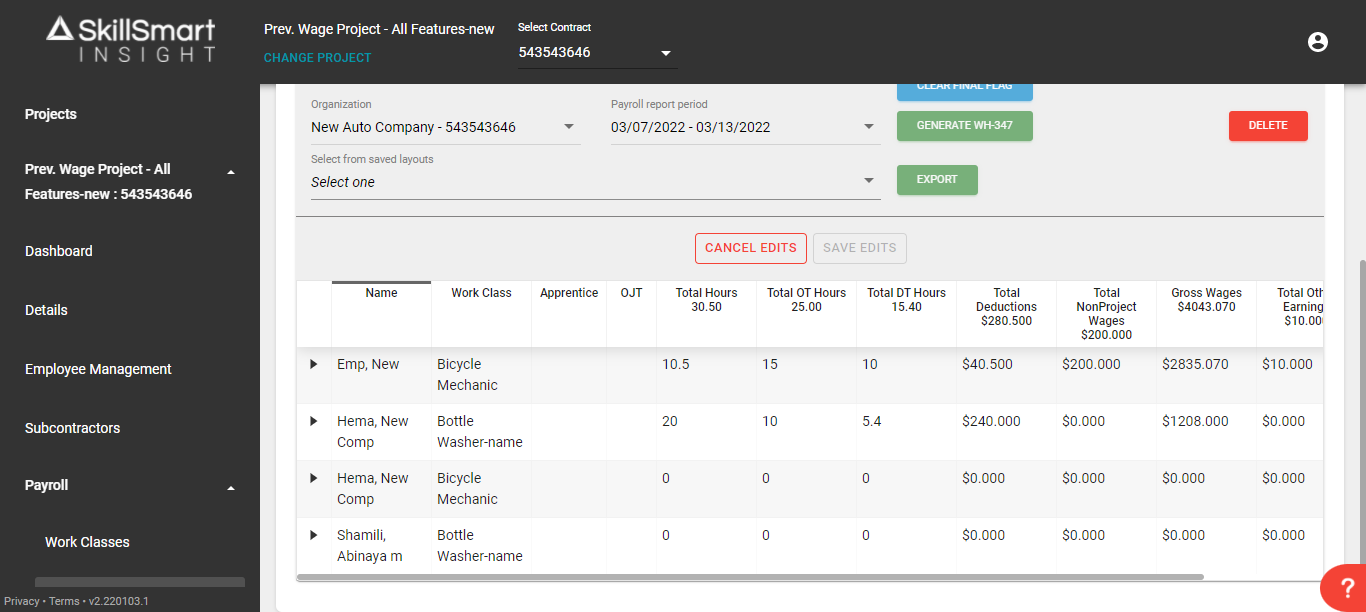 SkillSmart
INSIGHT
Prev. Wage Project - All Features-new
CHANGE PROJECT
Select Contract
543543646
Projects
Prev. Wage Project - All
Features-new : 543543646
Dashboard
Details
Employee Management
Subcontractors
Payroll
Work Classes
Privacy • Terms • v2.220103.1
CLEAR FINAL FLAG
Organization
New Auto Company - 543543646
Payroll report period
03/07/2022 - 03/13/2022
GENERATE WH-347
DELETE
Select from saved layouts
Select one
EXPORT
CANCEL EDITS
SAVE EDITS
Name
Work Class
Apprentice
OJT
Total Hours
30.50
Total OT Hours
25.00
Total DT Hours
15.40
Total
Deductions
$280.500
Total
NonProject
Wages
$200.000
Gross Wages
$4043.070
Total Oth
Earning
$10.00
Emp, New
Bicycle
Mechanic
10.5
15
10
$40.500
$200.000
$2835.070
$10.000
Hema, New
Comp
Bottle
Washer-name
20
10
5.4
$240.000
$0.000
$1208.000
$0.000
Hema, New
Comp
Bicycle
Mechanic
0
0
0
$0.000
$0.000
$0.000
$0.000
Shamili,
Abinaya m
Bottle
Washer-name
0
0
0
$0.000
$0.000
$0.000
$0.000
?